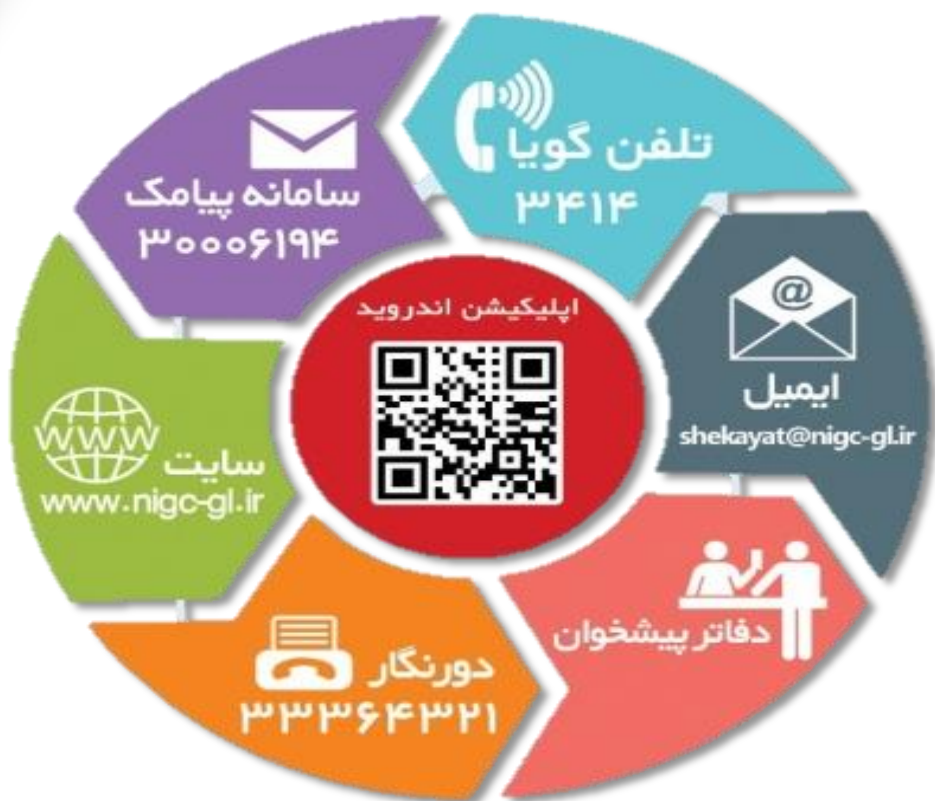 تلفن گویا
۳۴۱۴
سامانه پیامک
۳۰۰۰۶۱۹۴
اپلیکیشن اندروید
@
ایمیل
shekayat@nigc-gl.ir
www
سایت
www.nigc-gl.ir
دفاتر پیشخوان
دورنگار
۳۳۳۶۴۳۲۱